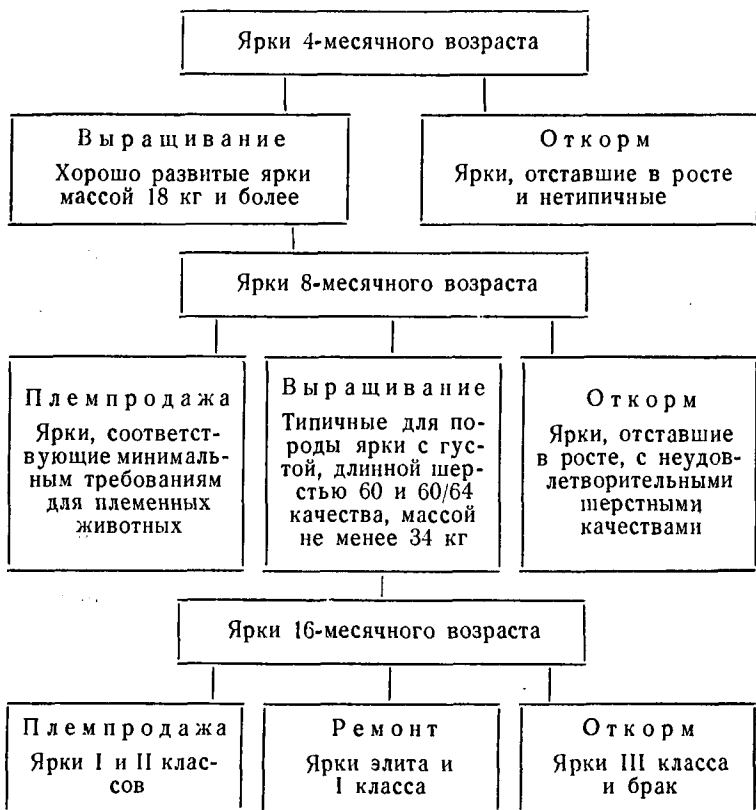 Ярки 4-месячного возраста
Выращивание
Хорошо развитые ярки
массой 18 кг и более
Откорм
Ярки, отставшие в росте
и нетипичные
Ярки 8-месячного возраста
Племпродажа
Ярки, соответст-
вующие минималь-
ным требованиям
для племенных
животных
Выращивание
Типичные для по-
роды ярки с гус-
той, длинной шер-
стью 60 и 60/64
качества, массой
не менее 34 кг
Откорм
Ярки, отставшие
в росте, с неудов-
летворительными
шерстными
качествами
Ярки 16-месячного возраста
Племпродажа
Ярки I и II клас-
сов
Ремонт
Ярки элита и
I класса
Откорм
Ярки III класса
и брак